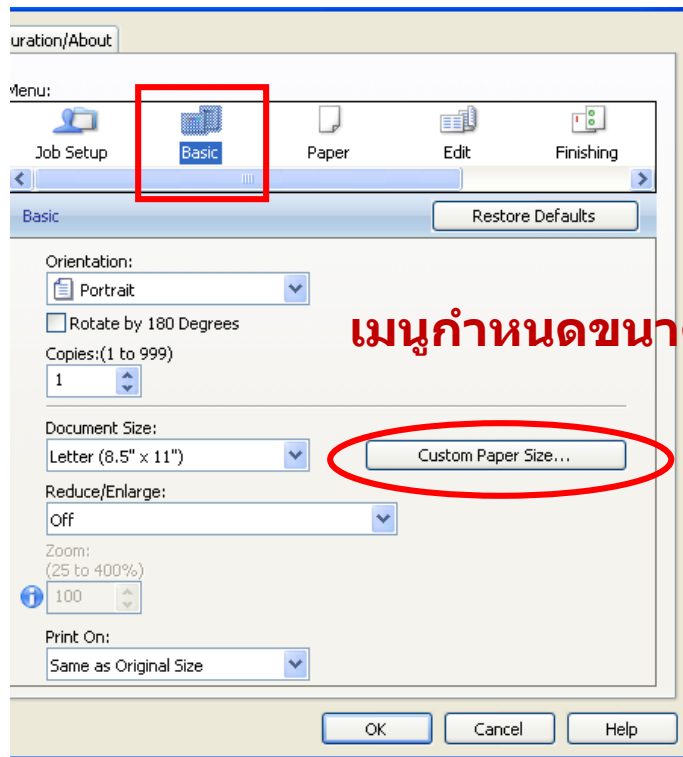 uration/About
Menu:
Job Setup Basic Paper Edit Finishing
Basic Restore Defaults
Orientation:
Portrait
Rotate by 180 Degrees
เมนูกำหนดขนา
Copies:(1 to 999)
1
Document Size:
Letter (8.5" x 11") Custom Paper Size...
Reduce/Enlarge:
Off
Zoom:
(25 to 400%)
100
Print On:
Same as Original Size
OK Cancel Help